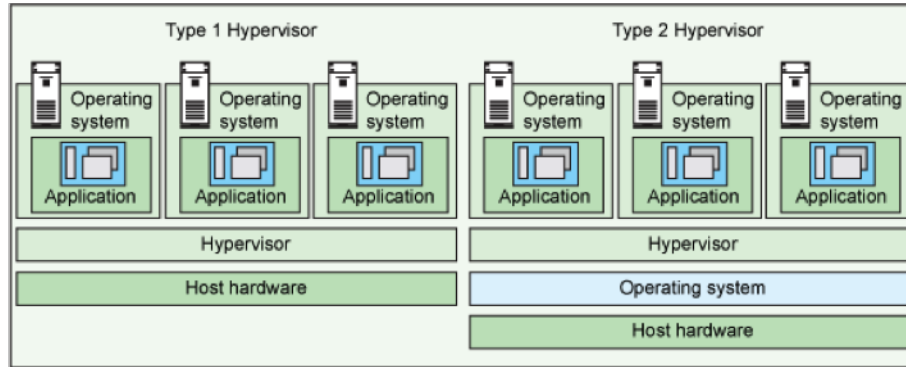 Type 1 Hypervisor
Type 2 Hypervisor
Operating
system
Operating
system
Operating
system
Operating
system
Operating
system
Operating
system
Application
Application
Application
Application
Application
Application
Hypervisor
Hypervisor
Host hardware
Operating system
Host hardware